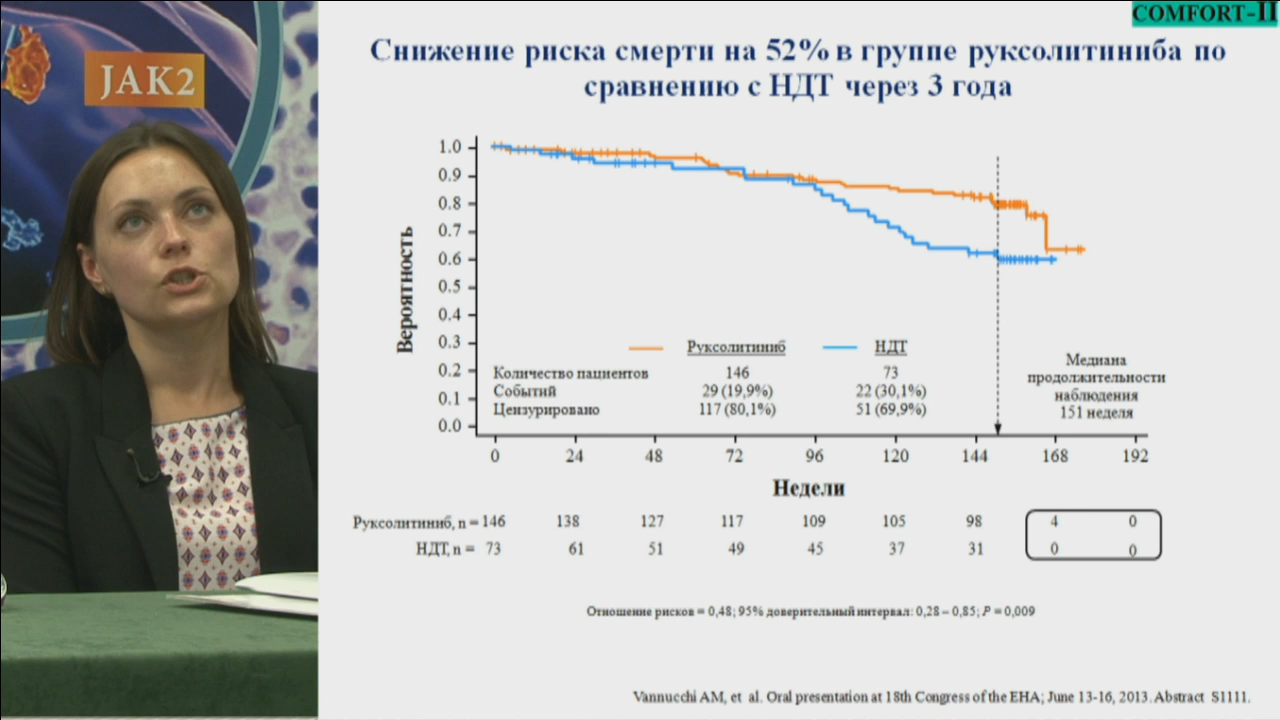 JAK2
COMFORT-II
Снижение риска смерти на 52% в группе руксолитиниба по
сравнению с НДТ через 3 года
Вероятность
1.0
0.9
0.8
0.7
0.6
0.5
0.4
0.3
0.2
0.1
0.0
Руксолитиниб НДТ
Количество пациентов 146 73
Событий 29 (19,9%) 22 (30,1%)
Цензурировано 117 (80,1%) 51 (69,9%)
Медиана
продолжительности
наблюдения
151 неделя
0 24 48 72 96 120 144 168 192
Недели
Руксолитиниб, n = 146 138 127 117 109 105 98 4 0
НДТ, n = 73 61 51 49 45 37 31 0 0
Отношение рисков = 0,48; 95% доверительный интервал: 0,28 – 0,85; P = 0,009
Vannucchi AM, et al. Oral presentation at 18th Congress of the EHA; June 13-16, 2013. Abstract S1111.